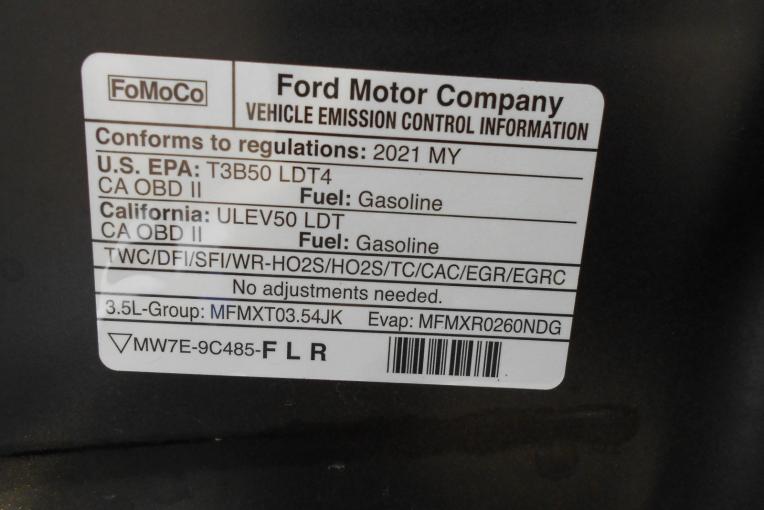 FoMoCo
Ford Motor Company
VEHICLE EMISSION CONTROL INFORMATION
Conforms to regulations: 2021 MY
U.S. EPA: T3B50 LDT4
CA OBD II Fuel: Gasoline
California: ULEV50 LDT
CA OBD II Fuel: Gasoline
TWC/DFI/SFI/WR-HO2S/HO2S/TC/CAC/EGR/EGRC
No adjustments needed.
3.5L-Group: MFMXT03.54JK Evap: MFMXR0260NDG
MW7E-9C485-F L R